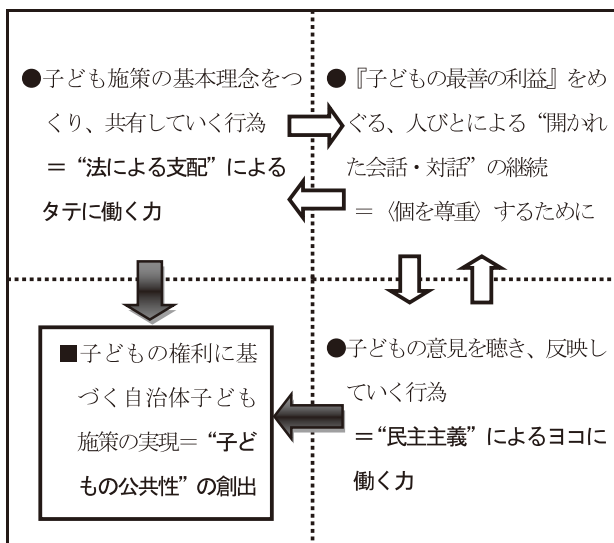 ●子ども施策の基本理念をつ
くり、共有していく行為
＝“法による支配”による
タテに働く力
●『子どもの最善の利益』をめ
ぐる、人びとによる“開かれ
た会話・対話”の継続
＝〈個を尊重〉するために
■子どもの権利に基
づく自治体子ども
施策の実現＝“子ど
もの公共性”の創出
●子どもの意見を聴き、反映し
ていく行為
＝“民主主義”によるヨコに
働く力